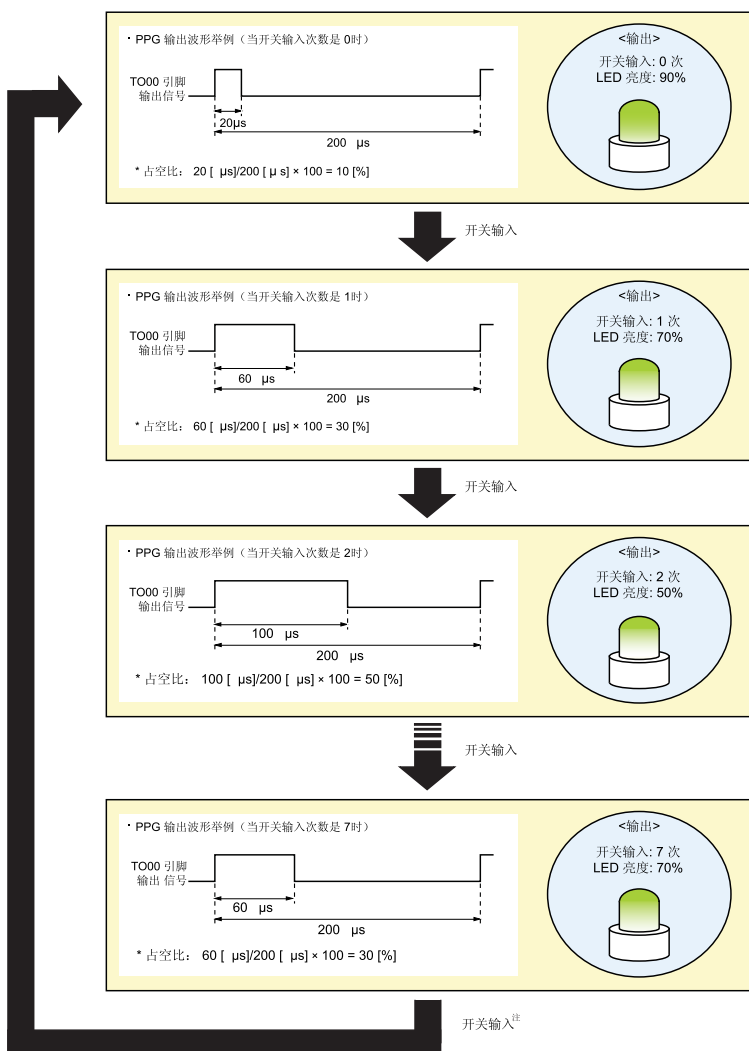 · PPG 输出波形举例（当开关输入次数是 0时）
TO00 引脚
输出信号
20μs
200 μs
* 占空比： 20 [ μs]/200 [ μ s] × 100 = 10 [%]
<输出>
开关输入: 0 次
LED 亮度: 90%
开关输入
· PPG 输出波形举例（当开关输入次数是 1时）
TO00 引脚
输出信号
60 μs
200 μs
* 占空比： 60 [ μs]/200 [ μs] × 100 = 30 [%]
<输出>
开关输入: 1 次
LED 亮度: 70%
开关输入
· PPG 输出波形举例（当开关输入次数是 2时）
TO00 引脚
输出信号
100 μs
200 μs
* 占空比： 100 [ μs]/200 [ μs] × 100 = 50 [%]
<输出>
开关输入: 2 次
LED 亮度: 50%
开关输入
· PPG 输出波形举例（当开关输入次数是 7时）
TO00 引脚
输出 信号
60 μs
200 μs
* 占空比： 60 [ μs]/200 [ μs] × 100 = 30 [%]
<输出>
开关输入: 7 次
LED 亮度: 70%
开关输入注